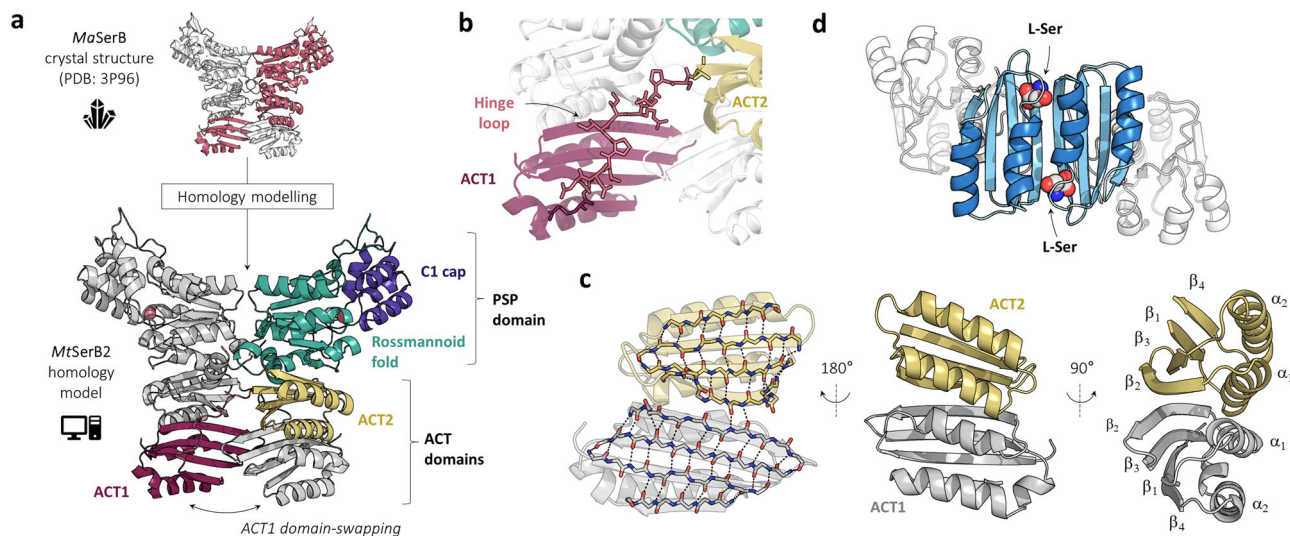 a
MaSerB
crystal structure
(PDB: 3P96)
Homology modelling
MtSerB2
homology
model
C1 cap
PSP
domain
Rossmannoid
fold
ACT2
ACT
domains
ACT1
ACT1 domain-swapping
b
Hinge
loop
ACT2
ACT1
c
180°
ACT2
ACT1
90°
β4
β1
α2
β3
β2
α1
β2
α1
β3
β1
α2
β4
d
L-Ser
L-Ser